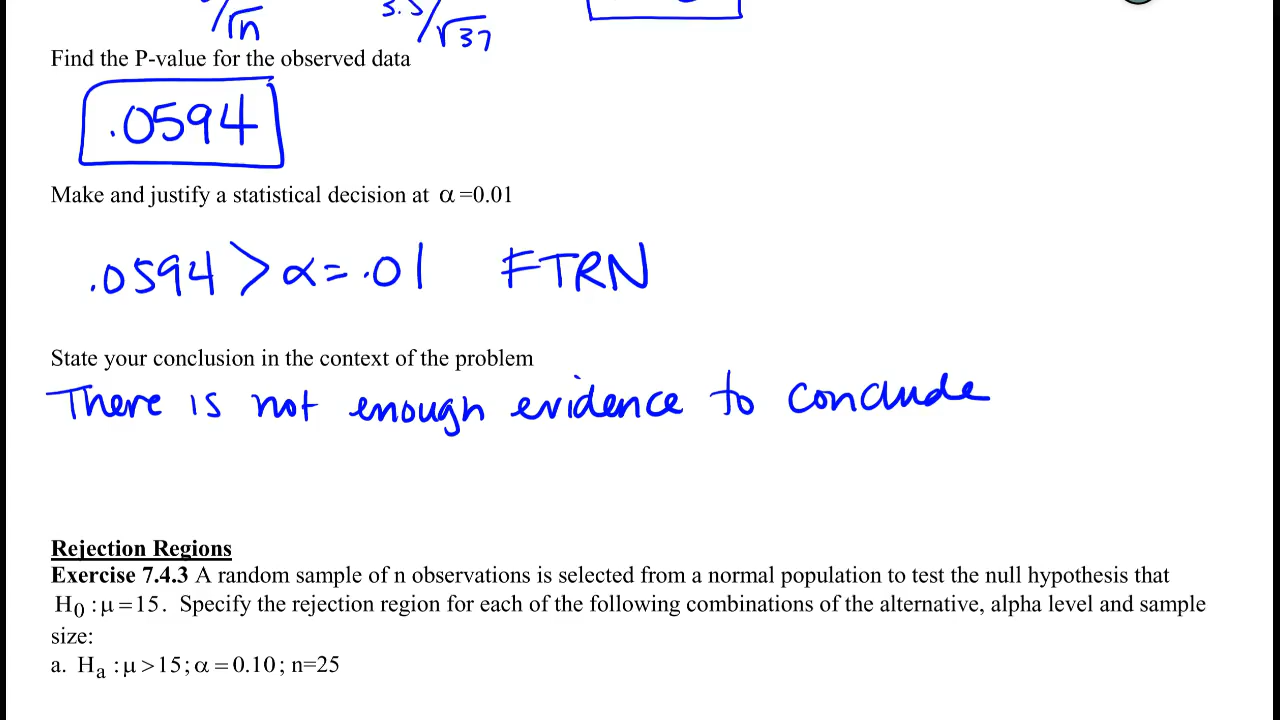 /√n /√37
Find the P-value for the observed data
.0594
Make and justify a statistical decision at α=0.01
.0594 > α = .01 FTRN
State your conclusion in the context of the problem
There is not enough evidence to conclude
Rejection Regions
Exercise 7.4.3 A random sample of n observations is selected from a normal population to test the null hypothesis that
H₀ : μ = 15. Specify the rejection region for each of the following combinations of the alternative, alpha level and sample
size:
a. Hₐ : μ > 15; α = 0.10; n=25